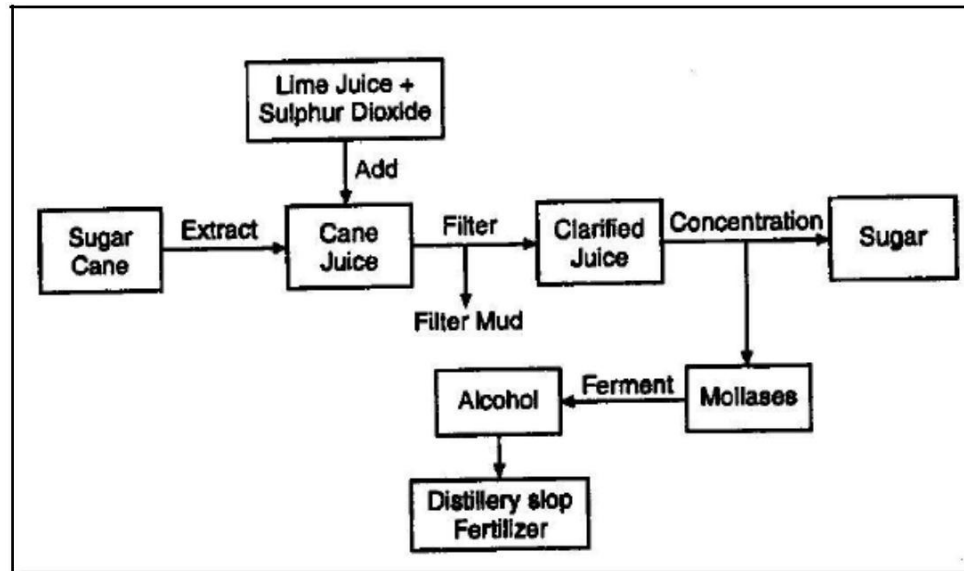 Lime Juice +
Sulphur Dioxide
Add
Sugar
Cane
Extract
Cane
Juice
Filter
Filter Mud
Clarified
Juice
Concentration
Sugar
Mollases
Ferment
Alcohol
Distillery slop
Fertilizer